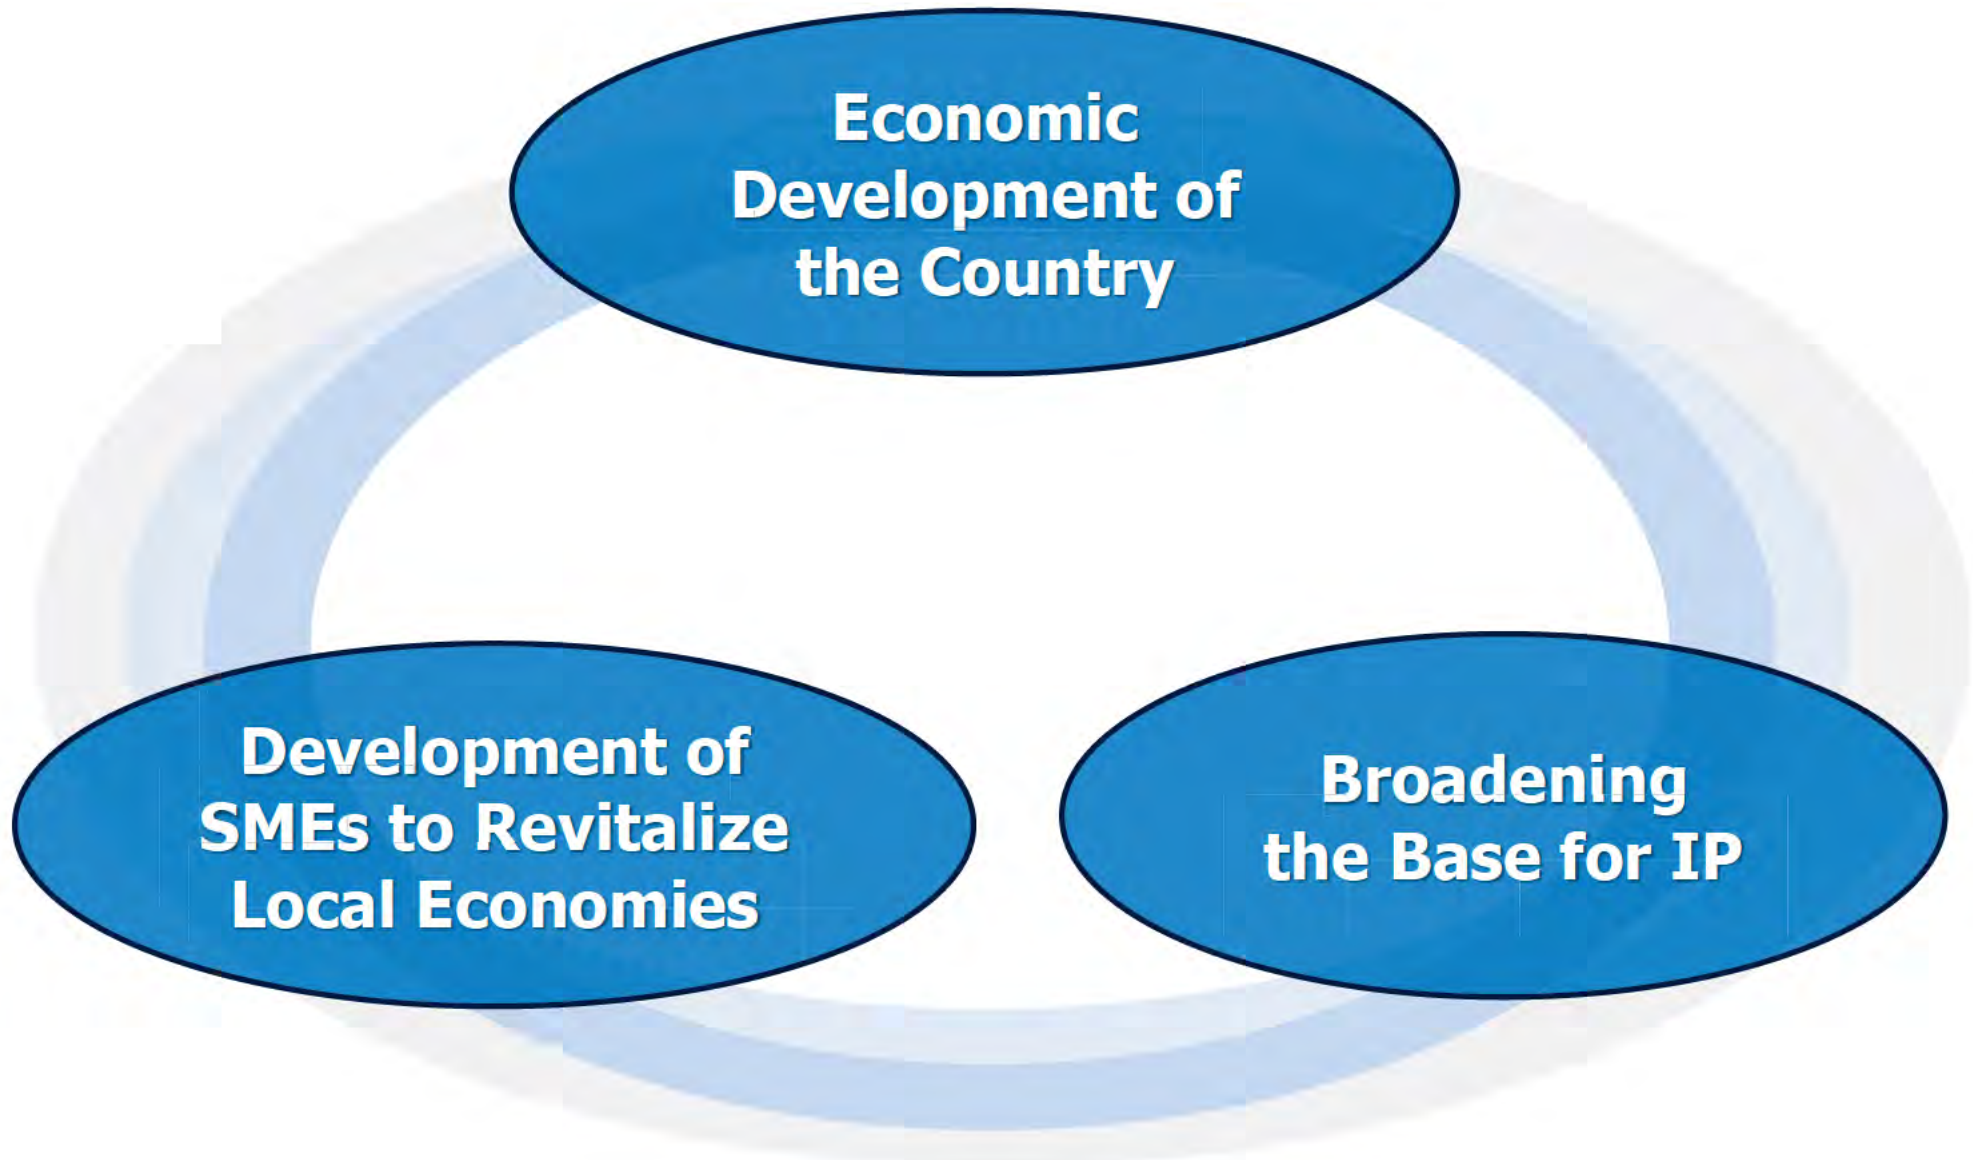 Economic
Development of
the Country
Development of
SMEs to Revitalize
Local Economies
Broadening
the Base for IP